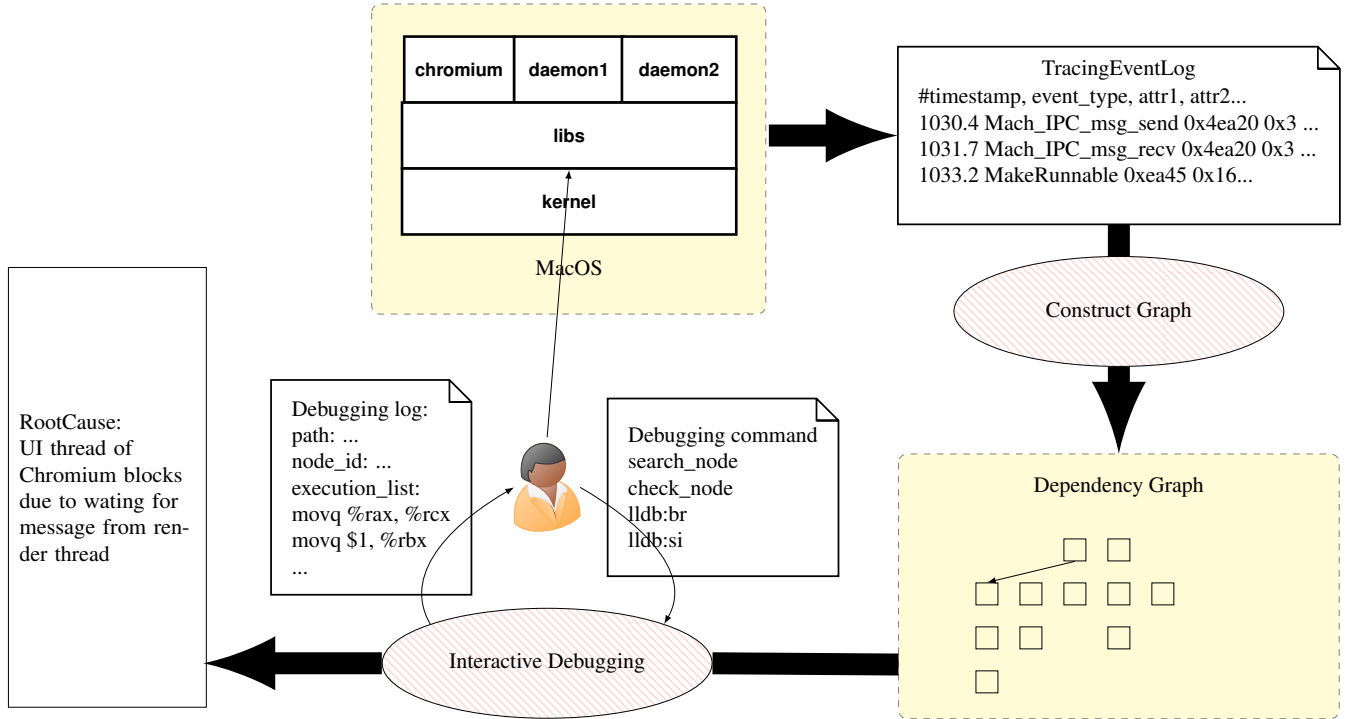 chromium daemon1 daemon2
libs
kernel
MacOS
TracingEventLog
#timestamp, event_type, attr1, attr2...
1030.4 Mach_IPC_msg_send 0x4ea20 0x3 ...
1031.7 Mach_IPC_msg_recv 0x4ea20 0x3 ...
1033.2 MakeRunnable 0xea45 0x16...
Construct Graph
Dependency Graph
Debugging command
search_node
check_node
lldb:br
lldb:si
Debugging log:
path: ...
node_id: ...
execution_list:
movq %rax, %rcx
movq $1, %rbx
...
Interactive Debugging
RootCause:
UI thread of
Chromium blocks
due to wating for
message from ren-
der thread